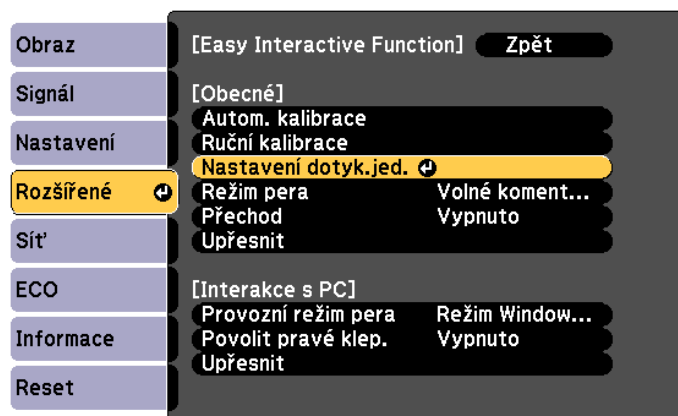 Obraz
Signál
Nastavení
Rozšířené
Síť
ECO
Informace
Reset
[Easy Interactive Function] Zpět
[Obecné]
Autom. kalibrace
Ruční kalibrace
Nastavení dotyk.jed.
Režim pera Volné koment...
Přechod Vypnuto
Upřesnit
[Interakce s PC]
Provozní režim pera Režim Window...
Povolit pravé klep. Vypnuto
Upřesnit